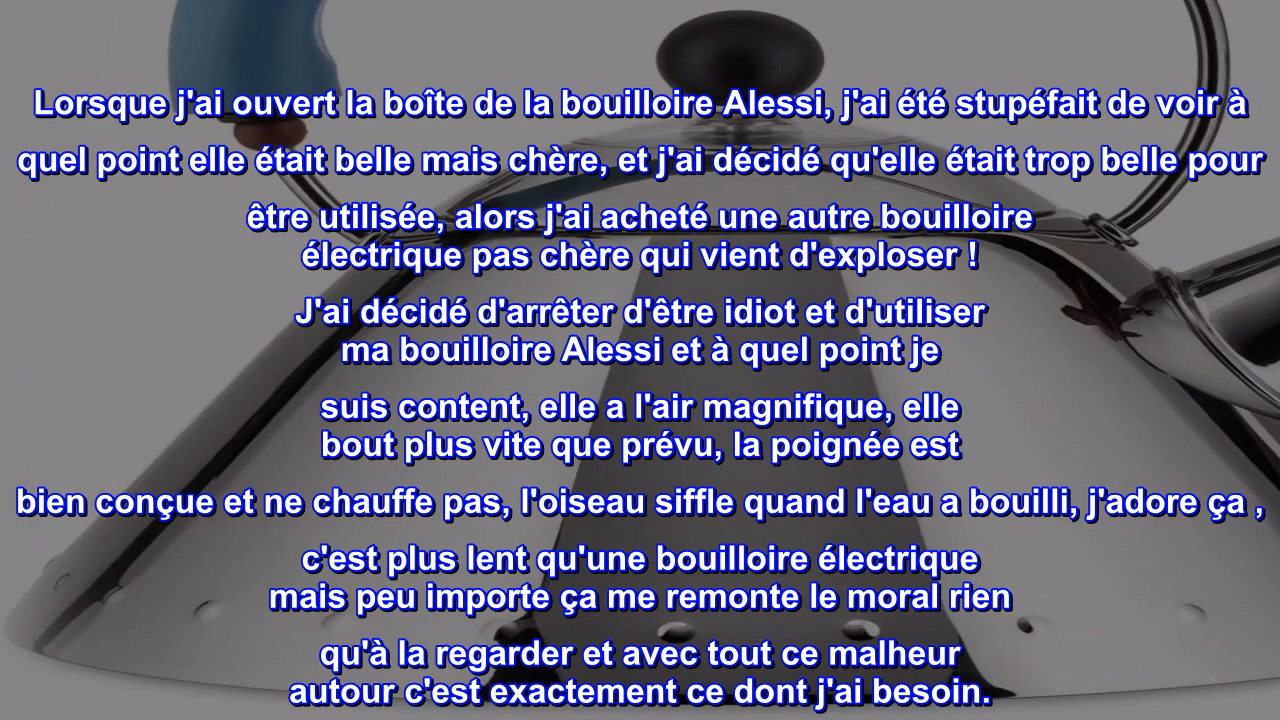 Lorsque j'ai ouvert la boîte de la bouilloire Alessi, j'ai été stupéfait de voir à
quel point elle était belle mais chère, et j'ai décidé qu'elle était trop belle pour
être utilisée, alors j'ai acheté une autre bouilloire
électrique pas chère qui vient d'exploser !
J'ai décidé d'arrêter d'être idiot et d'utiliser
ma bouilloire Alessi et à quel point je
suis content, elle a l'air magnifique, elle
bout plus vite que prévu, la poignée est
bien conçue et ne chauffe pas, l'oiseau siffle quand l'eau a bouilli, j'adore ça ,
c'est plus lent qu'une bouilloire électrique
mais peu importe ça me remonte le moral rien
qu'à la regarder et avec tout ce malheur
autour c'est exactement ce dont j'ai besoin.